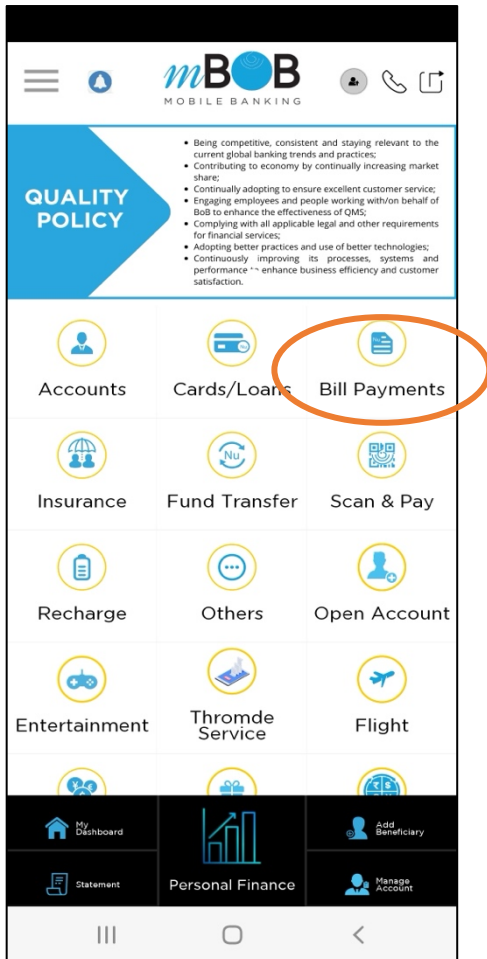 mBOB
MOBILE BANKING
QUALITY
POLICY
• Being competitive, consistent and staying relevant to the
current global banking trends and practices;
• Contributing to economy by continually increasing market
share;
• Continually adopting to ensure excellent customer service;
• Engaging employees and people working with/on behalf of
BoB to enhance the effectiveness of QMS;
• Complying with all applicable legal and other requirements
for financial services;
• Adopting better practices and use of better technologies;
• Continuously improving its processes, systems and
performance enhance business efficiency and customer
satisfaction.
Accounts
Cards/Loans
Bill Payments
Nu
Insurance
Fund Transfer
Scan & Pay
Recharge
Others
Open Account
Entertainment
Thromde
Service
Flight
My
Dashboard
Add
Beneficiary
Statement
Personal Finance
Manage
Account